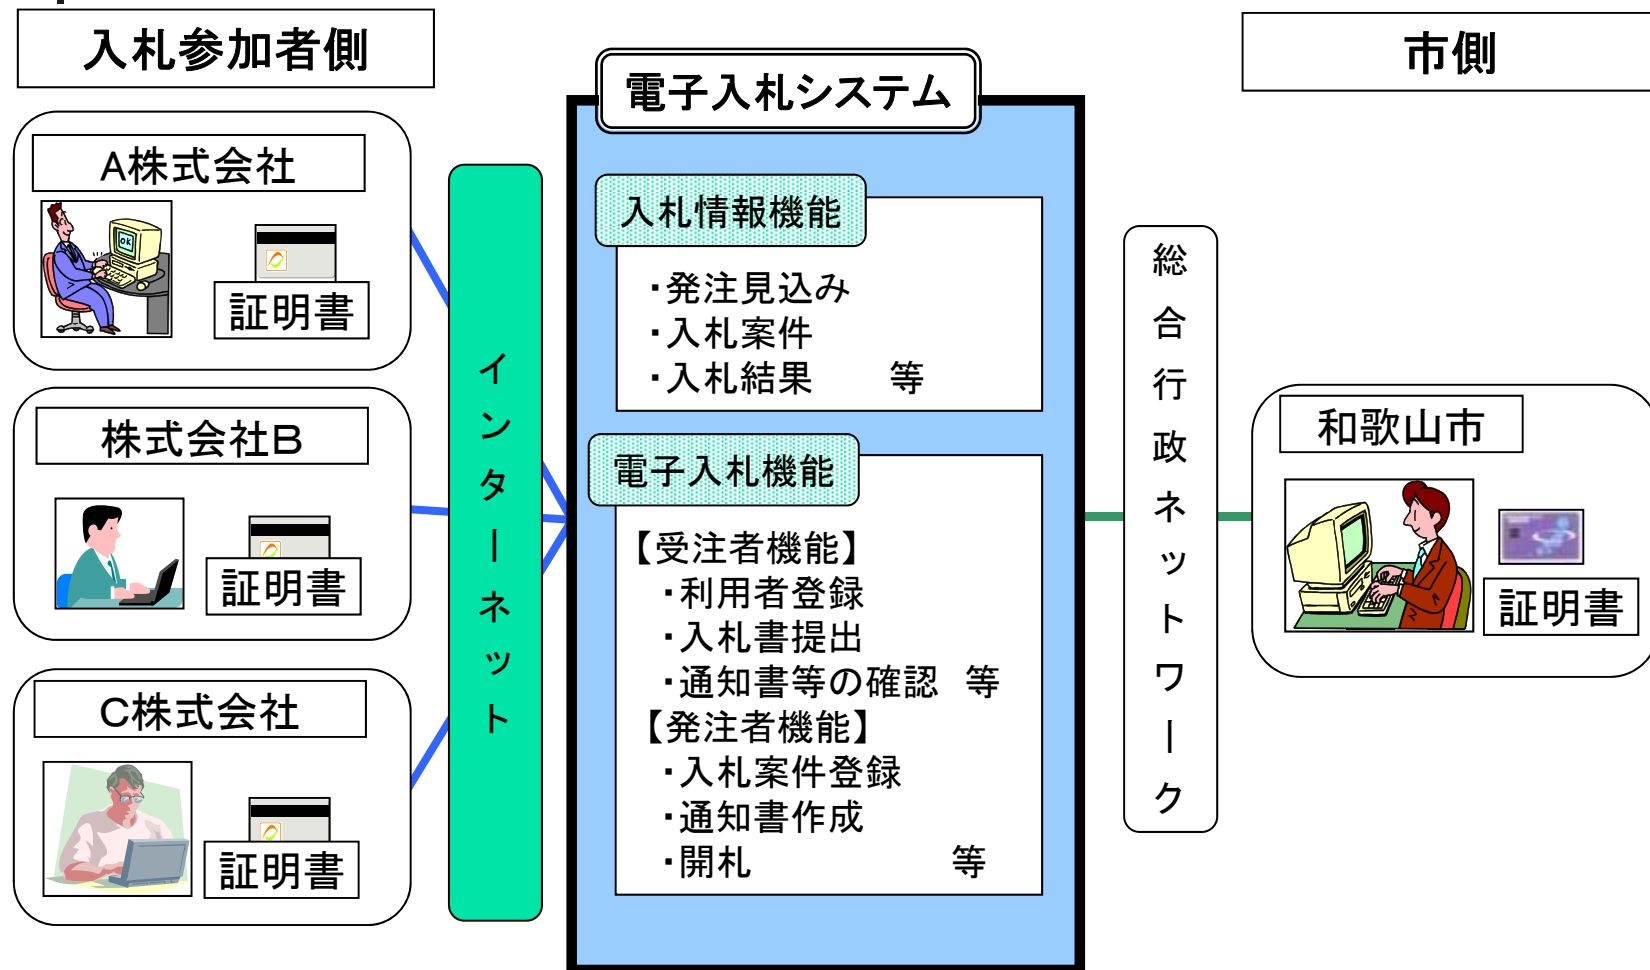 入札参加者側
A株式会社
OK
証明書
株式会社B
証明書
C株式会社
証明書
インターネット
電子入札システム
入札情報機能
・発注見込み
・入札案件
・入札結果　　等
電子入札機能
【受注者機能】
・利用者登録
・入札書提出
・通知書等の確認　等
【発注者機能】
・入札案件登録
・通知書作成
・開札　　　　　等
総合行政ネットワーク
市側
和歌山市
証明書